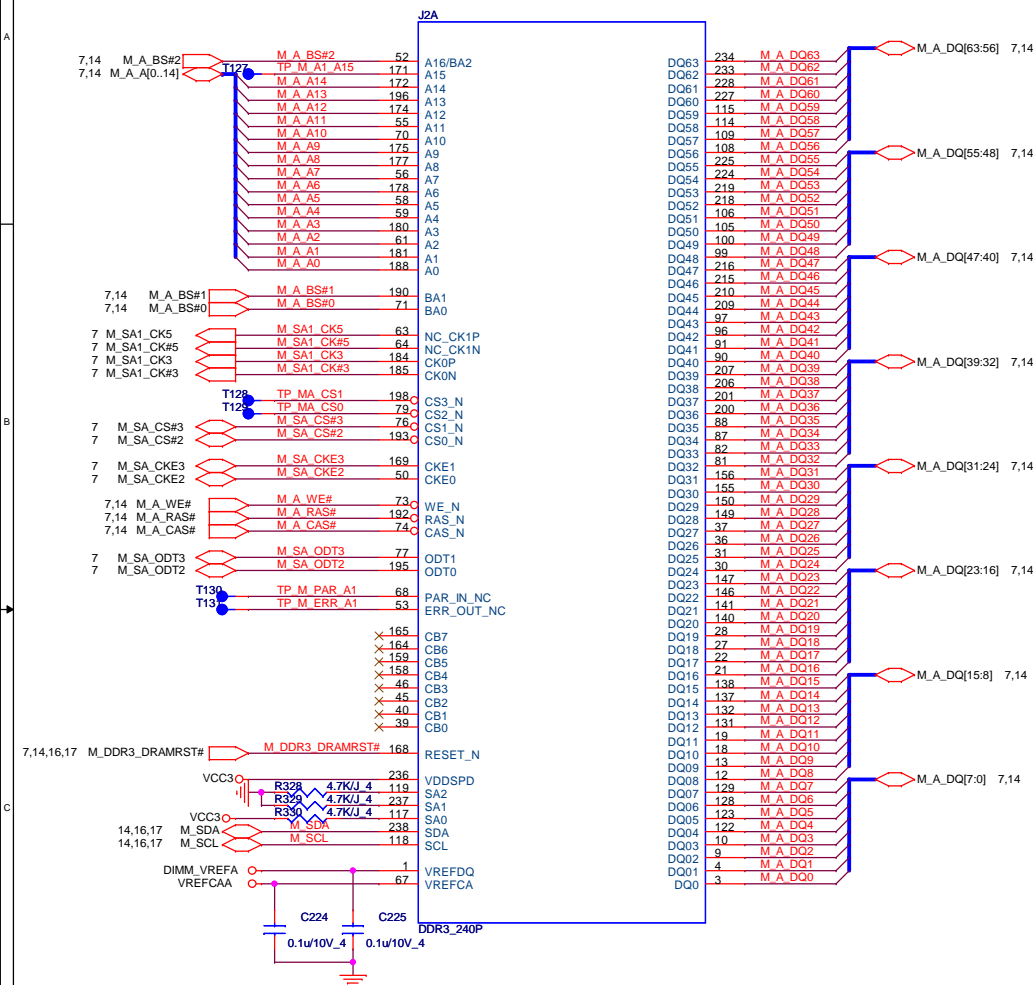 J2A
7,14 M_A_BS#2 M_A_BS#2 52 A16/BA2
7,14 M_A_A[0..14] T127 TP_M_A1_A15 171 A15
M_A_A14 172 A14
M_A_A13 196 A13
M_A_A12 174 A12
M_A_A11 55 A11
M_A_A10 70 A10
M_A_A9 175 A9
M_A_A8 177 A8
M_A_A7 56 A7
M_A_A6 178 A6
M_A_A5 58 A5
M_A_A4 59 A4
M_A_A3 180 A3
M_A_A2 61 A2
M_A_A1 181 A1
M_A_A0 188 A0
7,14 M_A_BS#1 M_A_BS#1 190 BA1
7,14 M_A_BS#0 M_A_BS#0 71 BA0
7 M_SA1_CK5 M_SA1_CK5 63 NC_CK1P
7 M_SA1_CK#5 M_SA1_CK#5 64 NC_CK1N
7 M_SA1_CK3 M_SA1_CK3 184 CK0P
7 M_SA1_CK#3 M_SA1_CK#3 185 CK0N
T128 TP_MA_CS1 198 CS3_N
T129 TP_MA_CS0 79 CS2_N
7 M_SA_CS#3 M_SA_CS#3 76 CS1_N
7 M_SA_CS#2 M_SA_CS#2 193 CS0_N
7 M_SA_CKE3 M_SA_CKE3 169 CKE1
7 M_SA_CKE2 M_SA_CKE2 50 CKE0
7,14 M_A_WE# M_A_WE# 73 WE_N
7,14 M_A_RAS# M_A_RAS# 192 RAS_N
7,14 M_A_CAS# M_A_CAS# 74 CAS_N
7 M_SA_ODT3 M_SA_ODT3 77 ODT1
7 M_SA_ODT2 M_SA_ODT2 195 ODT0
T130 TP_M_PAR_A1 68 PAR_IN_NC
T131 TP_M_ERR_A1 53 ERR_OUT_NC
165 CB7
164 CB6
159 CB5
158 CB4
46 CB3
45 CB2
40 CB1
39 CB0
7,14,16,17 M_DDR3_DRAMRST# M_DDR3_DRAMRST# 168 RESET_N
VCC3 236 VDDSPD
R328 4.7K/J_4 119 SA2
R329 4.7K/J_4 237 SA1
VCC3 R330 4.7K/J_4 117 SA0
14,16,17 M_SDA M_SDA 238 SDA
14,16,17 M_SCL M_SCL 118 SCL
DIMM_VREFA 1 VREFDQ
VREFCAA 67 VREFCA
C224 C225
0.1u/10V_4 0.1u/10V_4
DDR3_240P
DQ63 234 M_A_DQ63 M_A_DQ[63:56] 7,14
DQ62 233 M_A_DQ62
DQ61 228 M_A_DQ61
DQ60 227 M_A_DQ60
DQ59 115 M_A_DQ59
DQ58 114 M_A_DQ58
DQ57 109 M_A_DQ57
DQ56 108 M_A_DQ56
DQ55 225 M_A_DQ55 M_A_DQ[55:48] 7,14
DQ54 224 M_A_DQ54
DQ53 219 M_A_DQ53
DQ52 218 M_A_DQ52
DQ51 106 M_A_DQ51
DQ50 105 M_A_DQ50
DQ49 100 M_A_DQ49
DQ48 99 M_A_DQ48
DQ47 216 M_A_DQ47 M_A_DQ[47:40] 7,14
DQ46 215 M_A_DQ46
DQ45 210 M_A_DQ45
DQ44 209 M_A_DQ44
DQ43 97 M_A_DQ43
DQ42 96 M_A_DQ42
DQ41 91 M_A_DQ41
DQ40 90 M_A_DQ40
DQ39 207 M_A_DQ39 M_A_DQ[39:32] 7,14
DQ38 206 M_A_DQ38
DQ37 201 M_A_DQ37
DQ36 200 M_A_DQ36
DQ35 88 M_A_DQ35
DQ34 87 M_A_DQ34
DQ33 82 M_A_DQ33
DQ32 81 M_A_DQ32
DQ31 156 M_A_DQ31 M_A_DQ[31:24] 7,14
DQ30 155 M_A_DQ30
DQ29 150 M_A_DQ29
DQ28 149 M_A_DQ28
DQ27 37 M_A_DQ27
DQ26 36 M_A_DQ26
DQ25 31 M_A_DQ25
DQ24 30 M_A_DQ24
DQ23 147 M_A_DQ23 M_A_DQ[23:16] 7,14
DQ22 146 M_A_DQ22
DQ21 141 M_A_DQ21
DQ20 140 M_A_DQ20
DQ19 28 M_A_DQ19
DQ18 27 M_A_DQ18
DQ17 22 M_A_DQ17
DQ16 21 M_A_DQ16
DQ15 138 M_A_DQ15 M_A_DQ[15:8] 7,14
DQ14 137 M_A_DQ14
DQ13 132 M_A_DQ13
DQ12 131 M_A_DQ12
DQ11 19 M_A_DQ11
DQ10 18 M_A_DQ10
DQ09 13 M_A_DQ9
DQ08 12 M_A_DQ8
DQ07 129 M_A_DQ7 M_A_DQ[7:0] 7,14
DQ06 128 M_A_DQ6
DQ05 123 M_A_DQ5
DQ04 122 M_A_DQ4
DQ03 10 M_A_DQ3
DQ02 9 M_A_DQ2
DQ01 4 M_A_DQ1
DQ0 3 M_A_DQ0
A
B
C